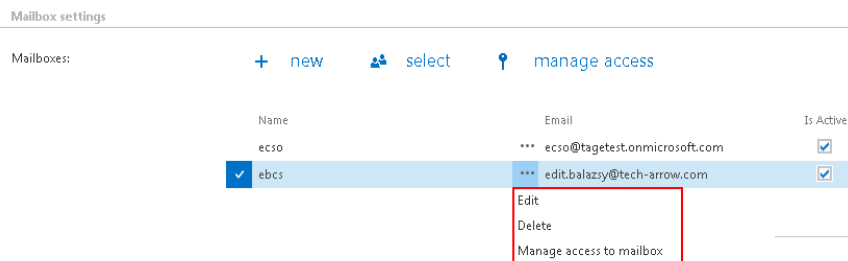 Mailbox settings
Mailboxes:
+ new select manage access
Name Email Is Active
ecso ••• ecso@tagetest.onmicrosoft.com
ebcs ••• edit.balazsy@tech-arrow.com
Edit
Delete
Manage access to mailbox